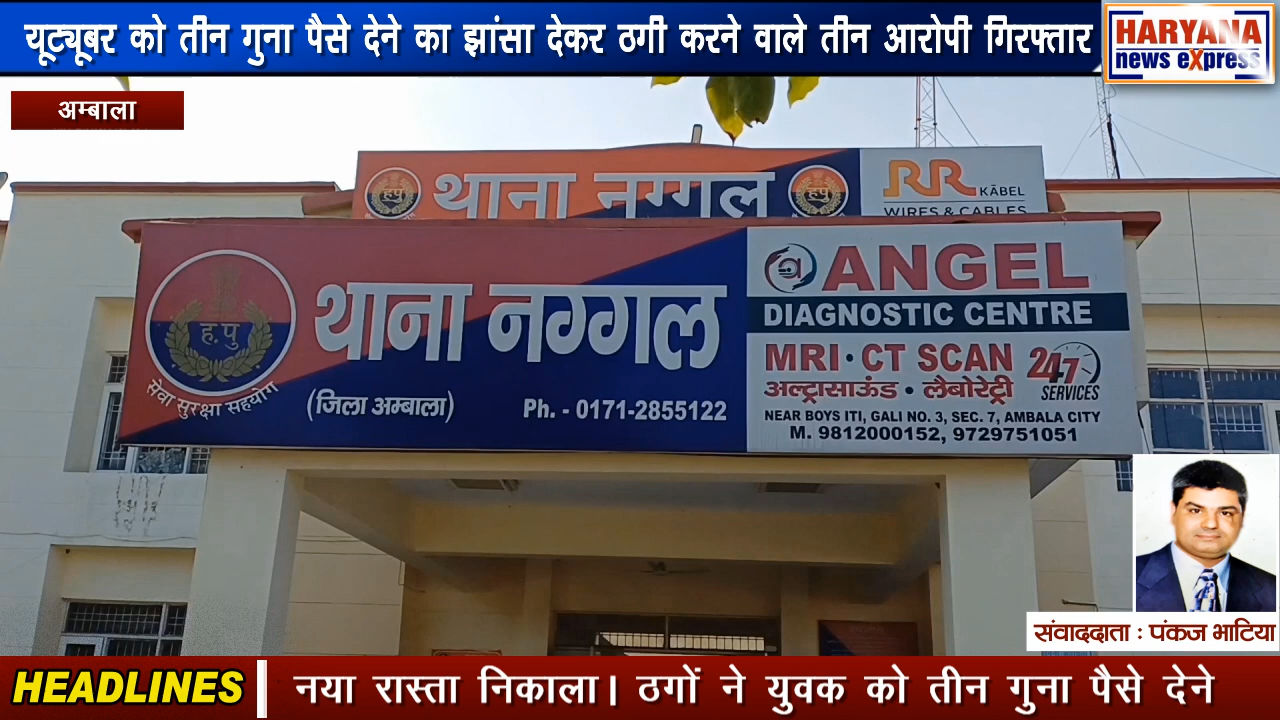 यूट्यूबर को तीन गुना पैसे देने का झांसा देकर ठगी करने वाले तीन आरोपी गिरफ्तार
HARYANA
news eXpress
अम्बाला
ह.पु
थाना नग्गल
RR KÂBEL
WIRES & CABLES
ह.पु
थाना नग्गल
(जिला अम्बाला)
Ph. - 0171-2855122
सेवा सुरक्षा सहयोग
ANGEL
DIAGNOSTIC CENTRE
MRI · CT SCAN
अल्ट्रासाऊंड • लैबोरेट्री
24x7 SERVICES
NEAR BOYS ITI, GALI NO. 3, SEC. 7, AMBALA CITY
M. 9812000152, 9729751051
संवाददाता : पंकज भाटिया
HEADLINES
नया रास्ता निकाला। ठगों ने युवक को तीन गुना पैसे देने